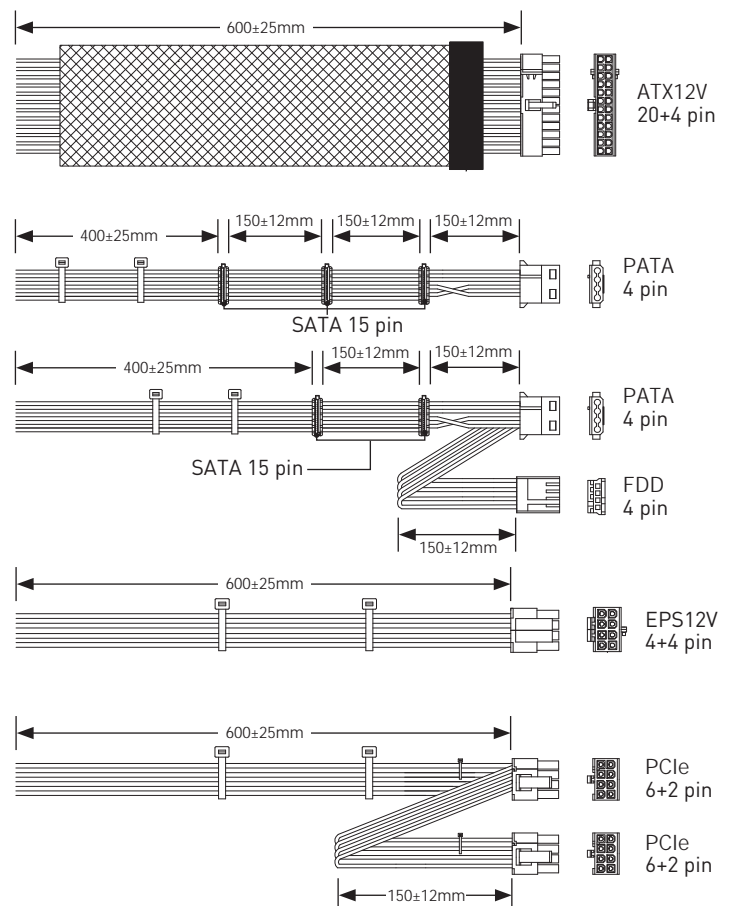 600±25mm
ATX12V
20+4 pin
400±25mm
150±12mm
150±12mm
150±12mm
PATA
4 pin
SATA 15 pin
400±25mm
150±12mm
150±12mm
PATA
4 pin
SATA 15 pin
FDD
4 pin
150±12mm
600±25mm
EPS12V
4+4 pin
600±25mm
PCIe
6+2 pin
PCIe
6+2 pin
150±12mm